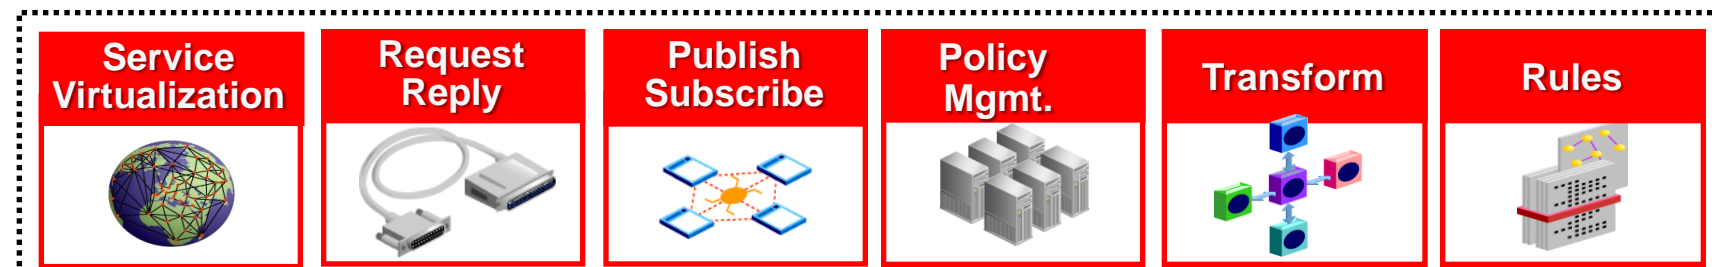 Service
Virtualization
Request
Reply
Publish
Subscribe
Policy
Mgmt.
Transform
Rules